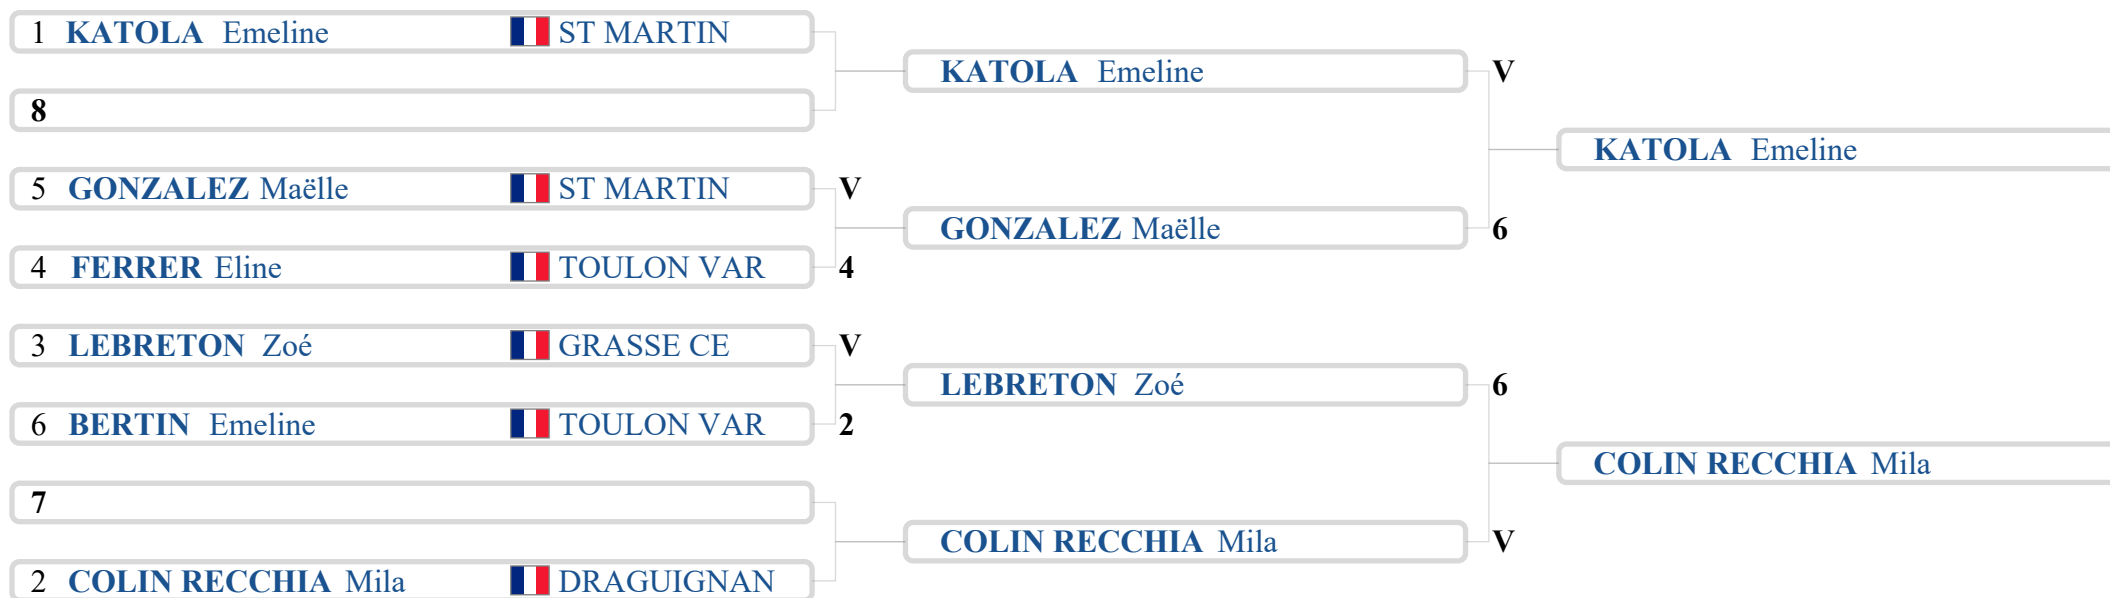 1 KATOLA Emeline ST MARTIN
8
5 GONZALEZ Maëlle ST MARTIN V
4 FERRER Eline TOULON VAR 4
3 LEBRETON Zoé GRASSE CE V
6 BERTIN Emeline TOULON VAR 2
7
2 COLIN RECCHIA Mila DRAGUIGNAN
KATOLA Emeline V
GONZALEZ Maëlle 6
LEBRETON Zoé 6
COLIN RECCHIA Mila V
KATOLA Emeline
COLIN RECCHIA Mila